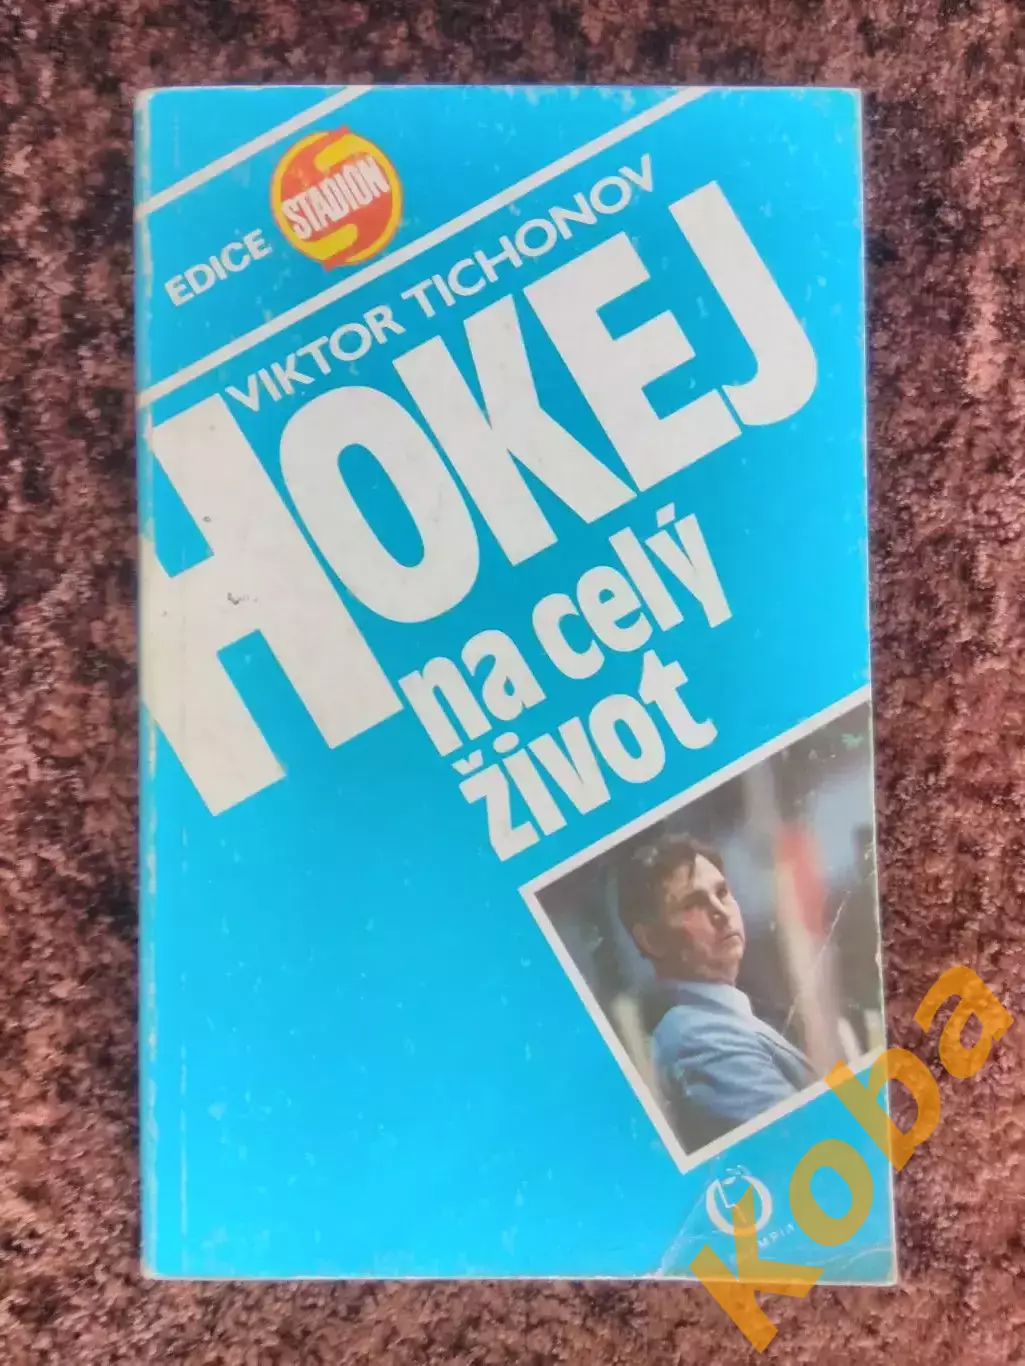 EDICE
STADION
VIKTOR TICHONOV
HOKEJ
na celý
život
Koba